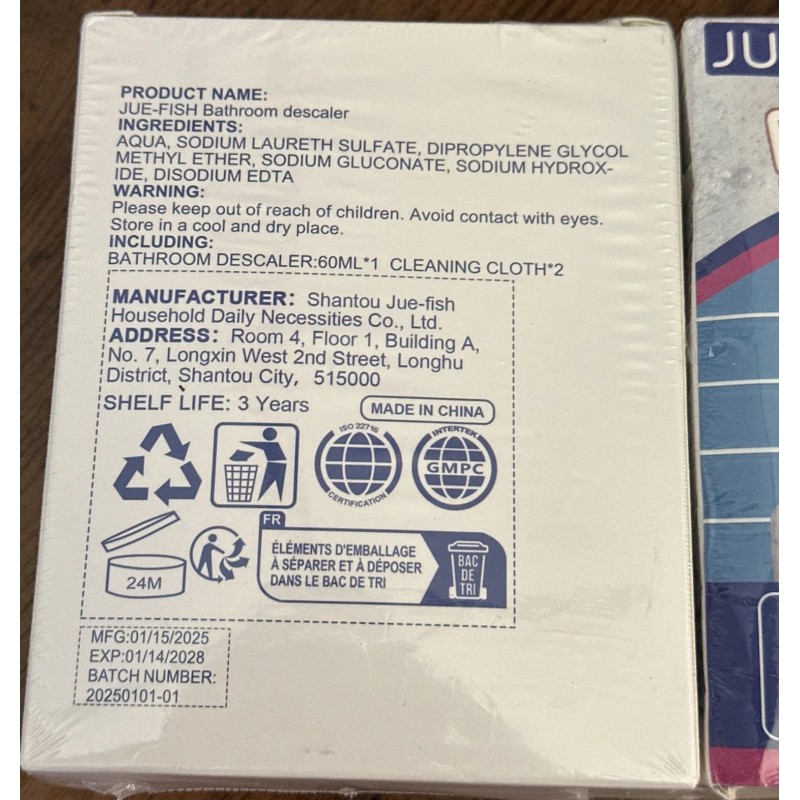 PRODUCT NAME:
JUE-FISH Bathroom descaler
INGREDIENTS:
AQUA, SODIUM LAURETH SULFATE, DIPROPYLENE GLYCOL
METHYL ETHER, SODIUM GLUCONATE, SODIUM HYDROX-
IDE, DISODIUM EDTA
WARNING:
Please keep out of reach of children. Avoid contact with eyes.
Store in a cool and dry place.
INCLUDING:
BATHROOM DESCALER:60ML*1 CLEANING CLOTH*2
MANUFACTURER: Shantou Jue-fish
Household Daily Necessities Co., Ltd.
ADDRESS: Room 4, Floor 1, Building A,
No. 7, Longxin West 2nd Street, Longhu
District, Shantou City, 515000
SHELF LIFE: 3 Years
MADE IN CHINA
ISO 22716
CERTIFICATION
INTERTEK
GMPC
24M
FR
ÉLÉMENTS D'EMBALLAGE
À SÉPARER ET À DÉPOSER
DANS LE BAC DE TRI
BAC
DE
TRI
MFG:01/15/2025
EXP:01/14/2028
BATCH NUMBER:
20250101-01
JU